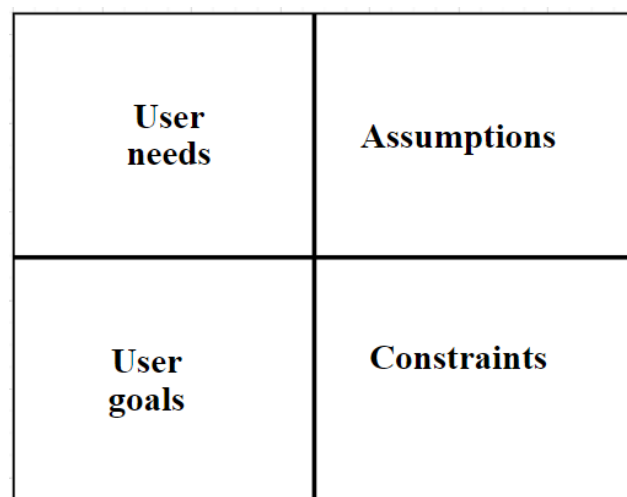 User
needs
Assumptions
User
goals
Constraints